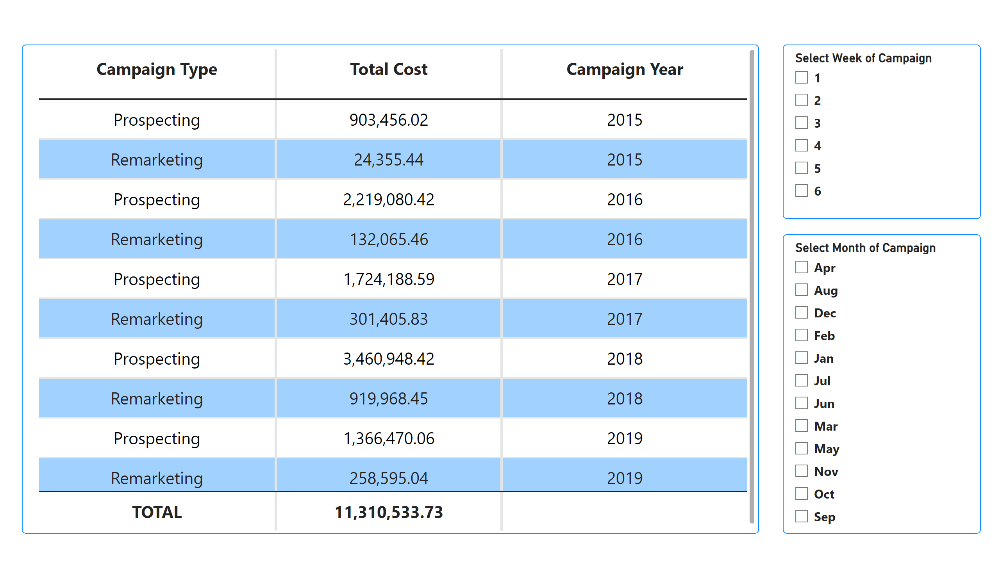 Campaign Type Total Cost Campaign Year
Prospecting 903,456.02 2015
Remarketing 24,355.44 2015
Prospecting 2,219,080.42 2016
Remarketing 132,065.46 2016
Prospecting 1,724,188.59 2017
Remarketing 301,405.83 2017
Prospecting 3,460,948.42 2018
Remarketing 919,968.45 2018
Prospecting 1,366,470.06 2019
Remarketing 258,595.04 2019
TOTAL 11,310,533.73
Select Week of Campaign
1
2
3
4
5
6
Select Month of Campaign
Apr
Aug
Dec
Feb
Jan
Jul
Jun
Mar
May
Nov
Oct
Sep